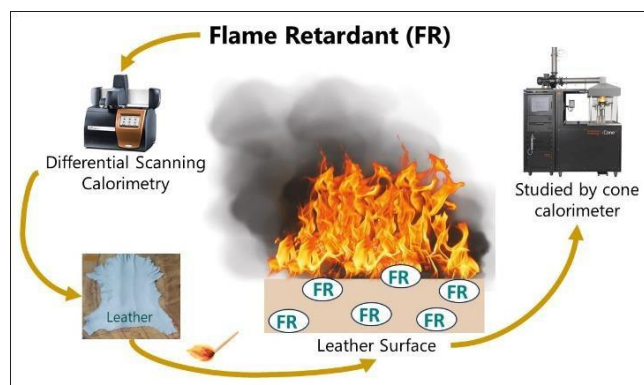 Flame Retardant (FR)
Differential Scanning
Calorimetry
Leather
FR
FR
FR
FR
FR
FR
Leather Surface
Studied by cone
calorimeter